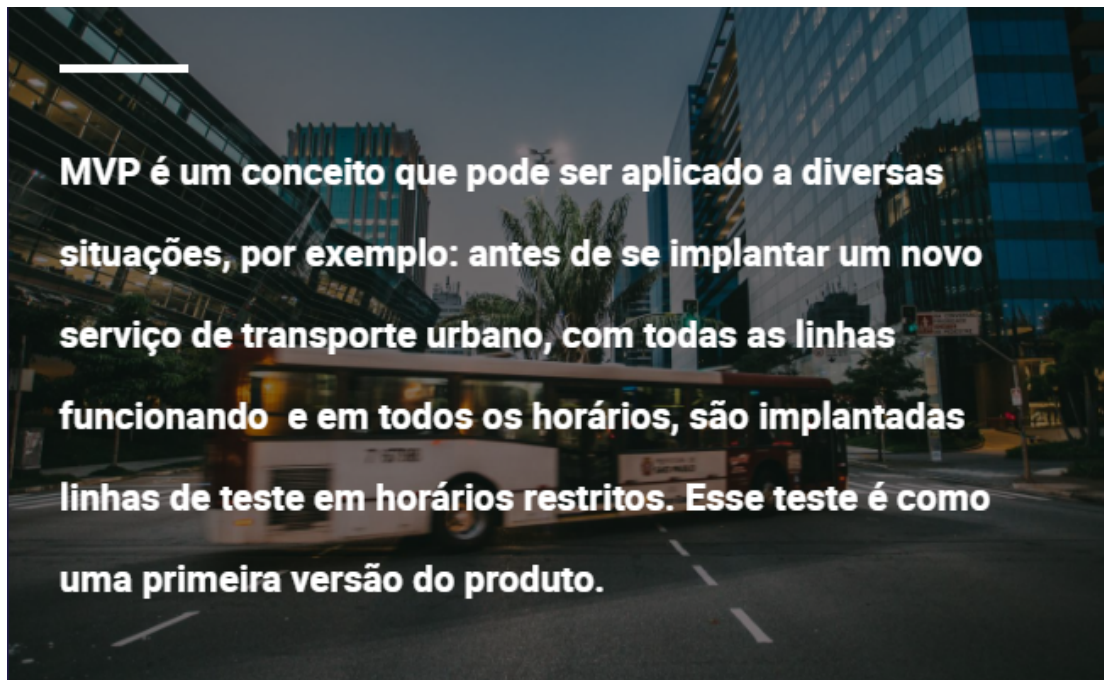 MVP é um conceito que pode ser aplicado a diversas
situações, por exemplo: antes de se implantar um novo
serviço de transporte urbano, com todas as linhas
funcionando  e em todos os horários, são implantadas
linhas de teste em horários restritos. Esse teste é como
uma primeira versão do produto.
SÃO PAULO